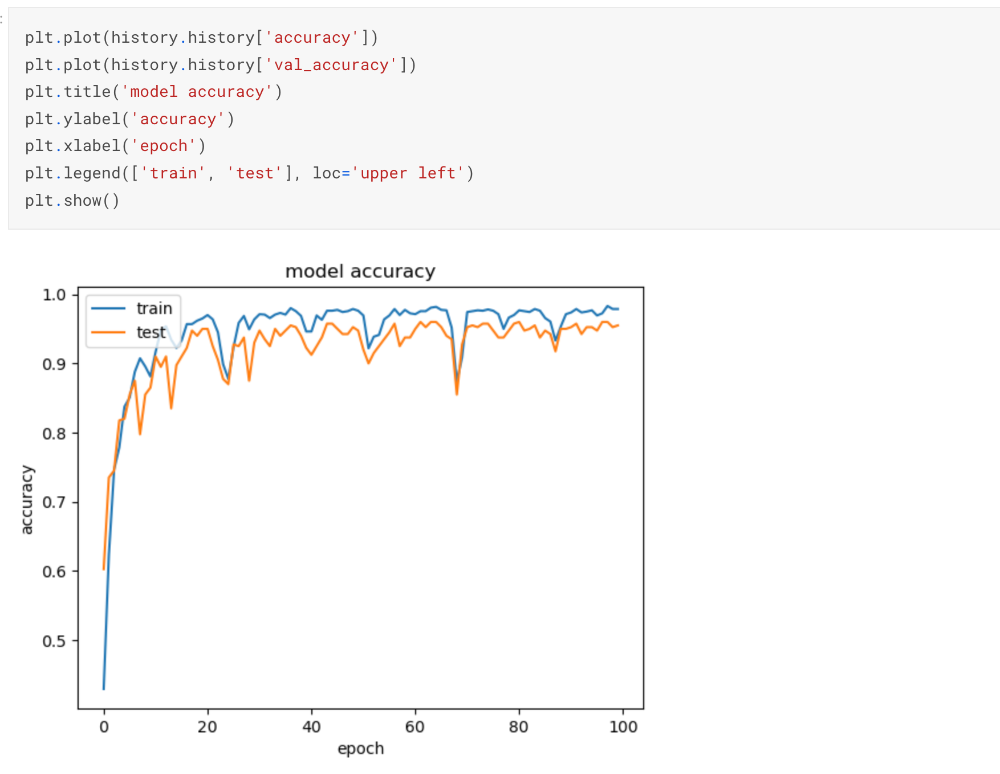 :
plt.plot(history.history['accuracy'])
plt.plot(history.history['val_accuracy'])
plt.title('model accuracy')
plt.ylabel('accuracy')
plt.xlabel('epoch')
plt.legend(['train', 'test'], loc='upper left')
plt.show()
model accuracy
train
test
1.0
0.9
0.8
0.7
0.6
0.5
accuracy
0 20 40 60 80 100
epoch